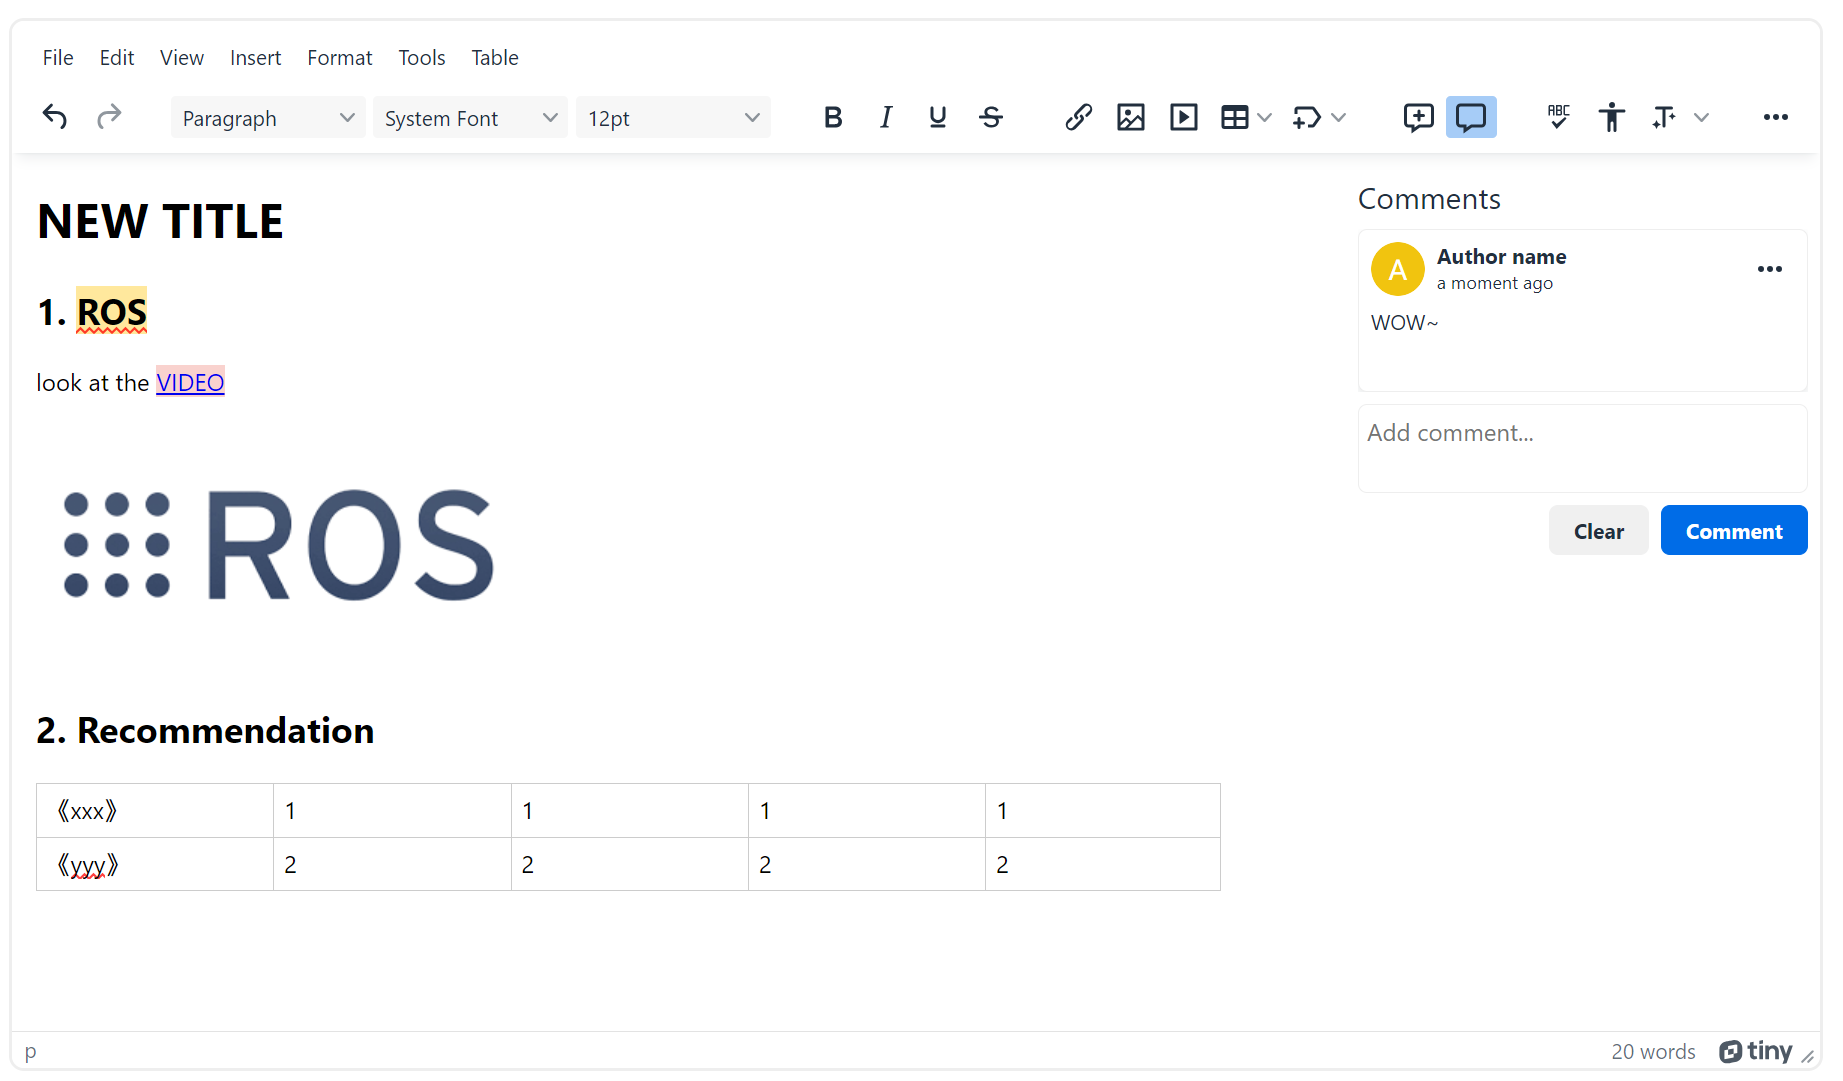 File Edit View Insert Format Tools Table
Paragraph System Font 12pt B I U S ABC T
NEW TITLE
1. ROS
look at the VIDEO
ROS
2. Recommendation
《xxx》 1 1 1 1
《yyy》 2 2 2 2
Comments
A Author name
a moment ago
WOW~
Add comment...
Clear Comment
p 20 words tiny